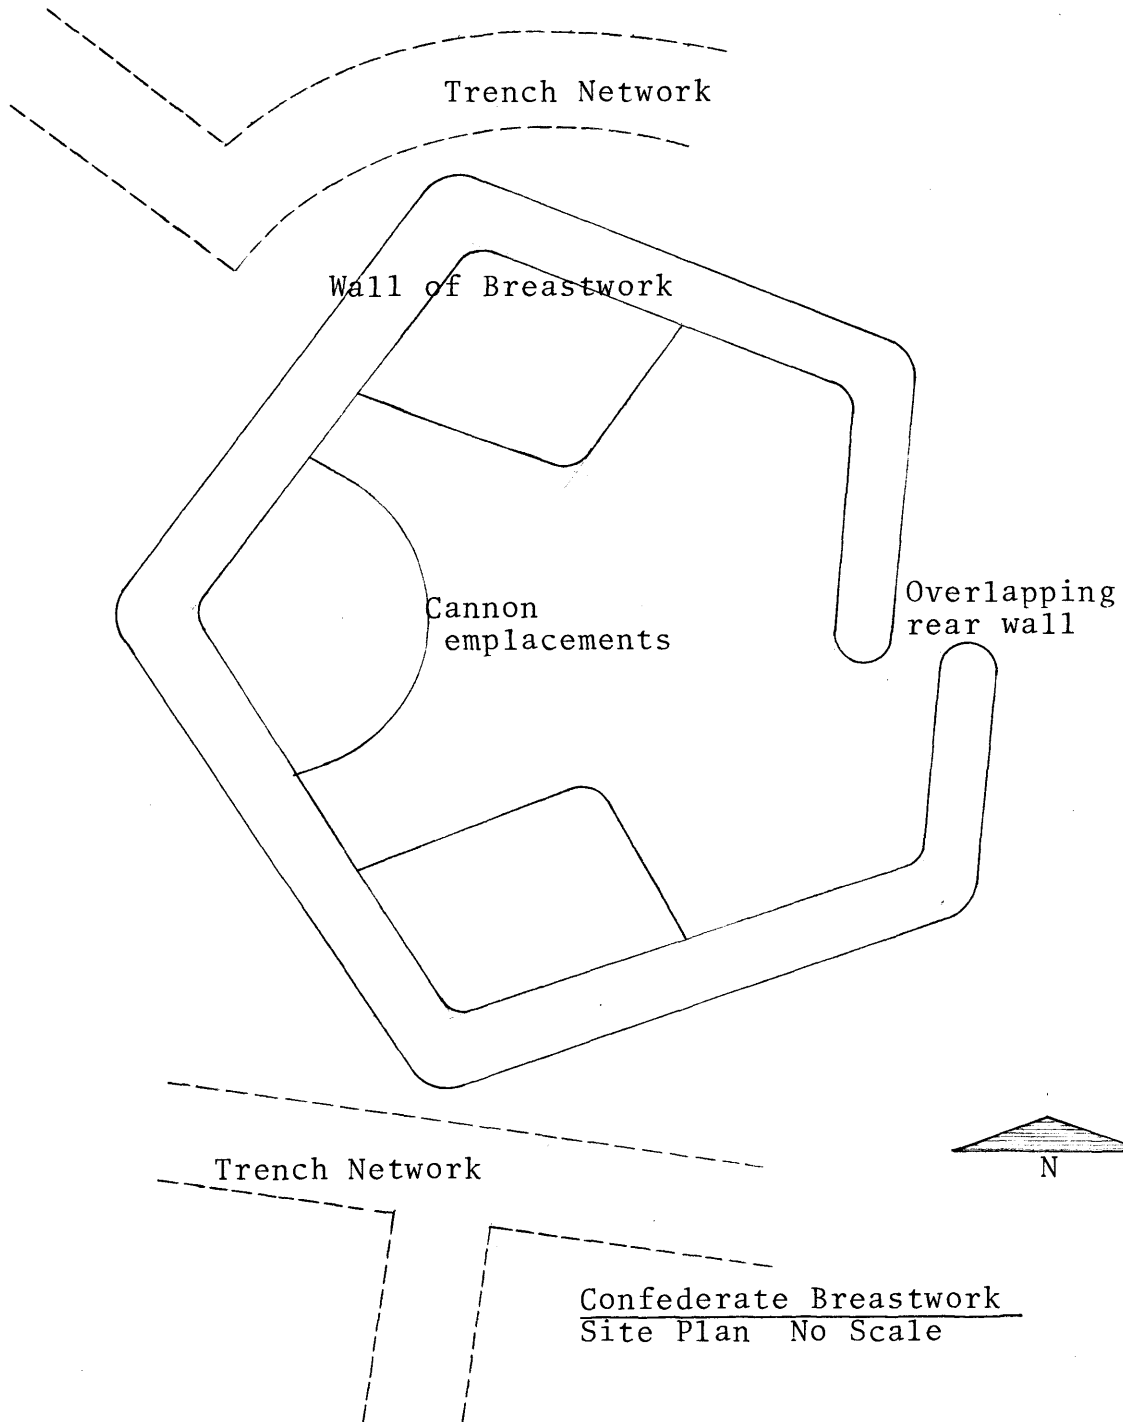 Trench Network
Wall of Breastwork
Overlapping
rear wall
Cannon
emplacements
Trench Network
N
Confederate Breastwork
Site Plan No Scale